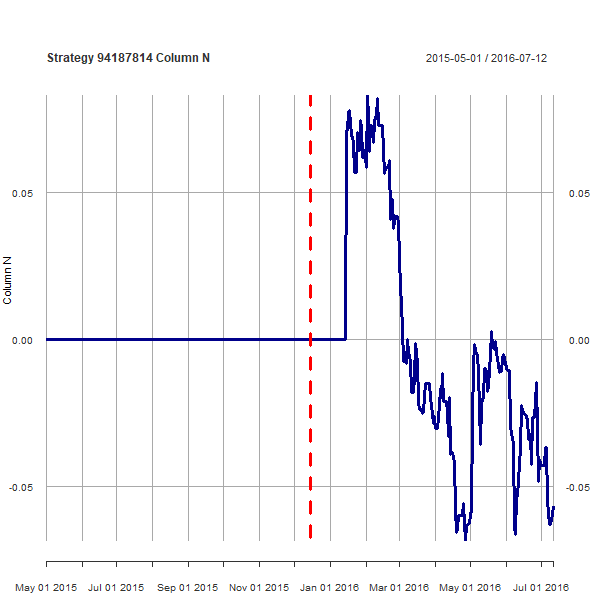 Strategy 94187814 Column N
2015-05-01 / 2016-07-12
0.05
0.05
Column N
0.00
0.00
-0.05
-0.05
May 01 2015
Jul 01 2015
Sep 01 2015
Nov 01 2015
Jan 01 2016
Mar 01 2016
May 01 2016
Jul 01 2016